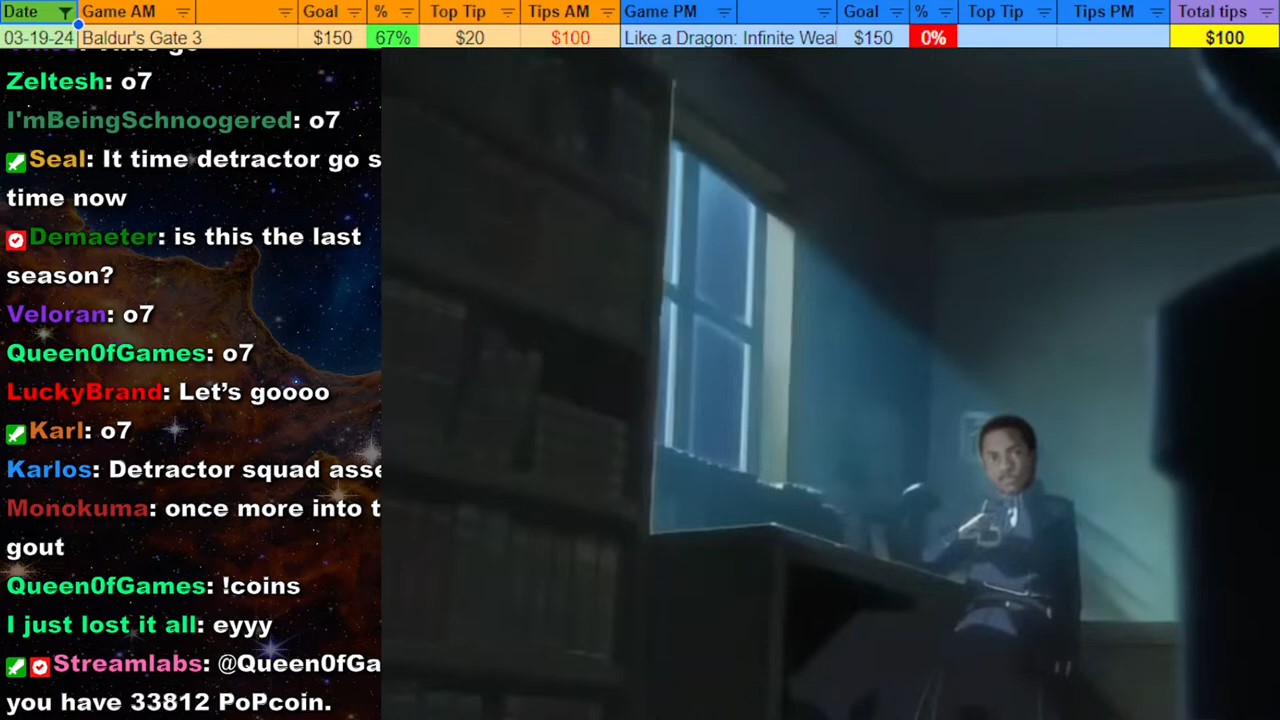 Date Game AM Goal % Top Tip Tips AM Game PM Goal % Top Tip Tips PM Total tips
03-19-24 Baldur's Gate 3 $150 67% $20 $100 Like a Dragon: Infinite Weal $150 0% $100
Zeltesh: o7
I'mBeingSchnoogered: o7
Seal: It time detractor go s
time now
Demaeter: is this the last
season?
Veloran: o7
Queen0fGames: o7
LuckyBrand: Let's goooo
Karl: o7
Karlos: Detractor squad asse
Monokuma: once more into t
gout
Queen0fGames: !coins
I just lost it all: eyyy
Streamlabs: @Queen0fGa
you have 33812 PoPcoin.